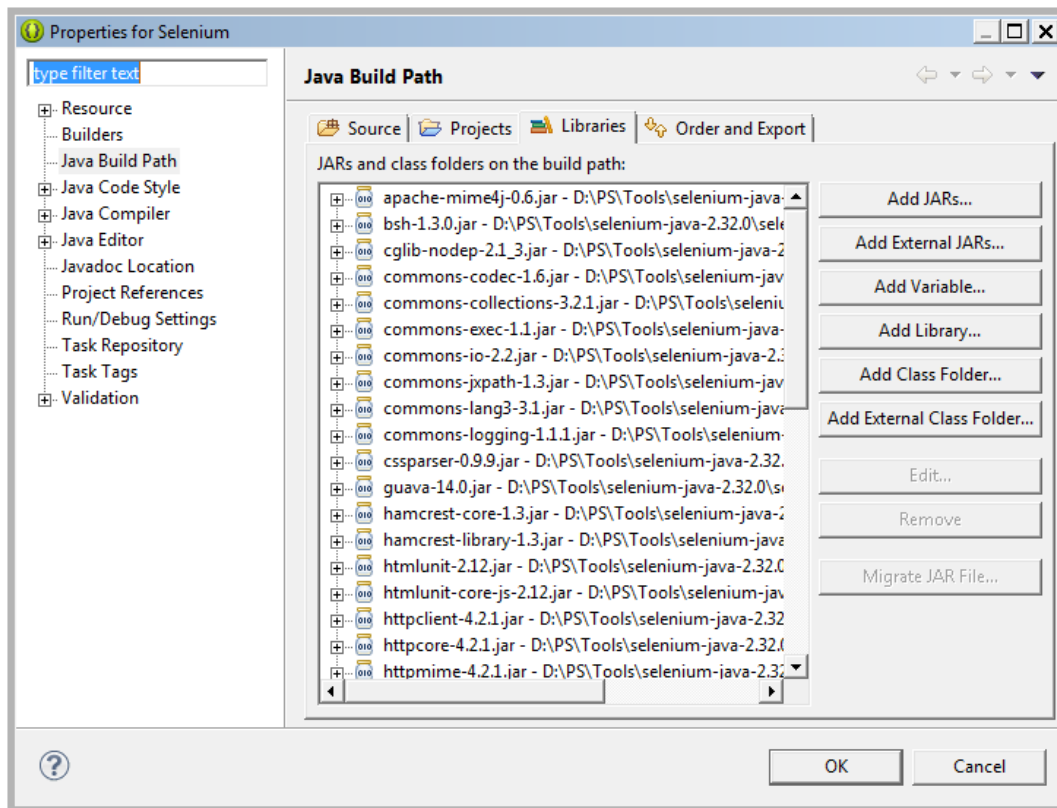 Properties for Selenium
type filter text
Resource
Builders
Java Build Path
Java Code Style
Java Compiler
Java Editor
Javadoc Location
Project References
Run/Debug Settings
Task Repository
Task Tags
Validation
Java Build Path
Source Projects Libraries Order and Export
JARs and class folders on the build path:
apache-mime4j-0.6.jar - D:\PS\Tools\selenium-java-
bsh-1.3.0.jar - D:\PS\Tools\selenium-java-2.32.0\sele
cglib-nodep-2.1_3.jar - D:\PS\Tools\selenium-java-2
commons-codec-1.6.jar - D:\PS\Tools\selenium-jav
commons-collections-3.2.1.jar - D:\PS\Tools\seleniu
commons-exec-1.1.jar - D:\PS\Tools\selenium-java-
commons-io-2.2.jar - D:\PS\Tools\selenium-java-2.3
commons-jxpath-1.3.jar - D:\PS\Tools\selenium-jav
commons-lang3-3.1.jar - D:\PS\Tools\selenium-java
commons-logging-1.1.1.jar - D:\PS\Tools\selenium-
cssparser-0.9.9.jar - D:\PS\Tools\selenium-java-2.32.
guava-14.0.jar - D:\PS\Tools\selenium-java-2.32.0\se
hamcrest-core-1.3.jar - D:\PS\Tools\selenium-java-2
hamcrest-library-1.3.jar - D:\PS\Tools\selenium-java
htmlunit-2.12.jar - D:\PS\Tools\selenium-java-2.32.0
htmlunit-core-js-2.12.jar - D:\PS\Tools\selenium-jav
httpclient-4.2.1.jar - D:\PS\Tools\selenium-java-2.32
httpcore-4.2.1.jar - D:\PS\Tools\selenium-java-2.32.0
httpmime-4.2.1.jar - D:\PS\Tools\selenium-java-2.32
Add JARs...
Add External JARs...
Add Variable...
Add Library...
Add Class Folder...
Add External Class Folder...
Edit...
Remove
Migrate JAR File...
OK Cancel